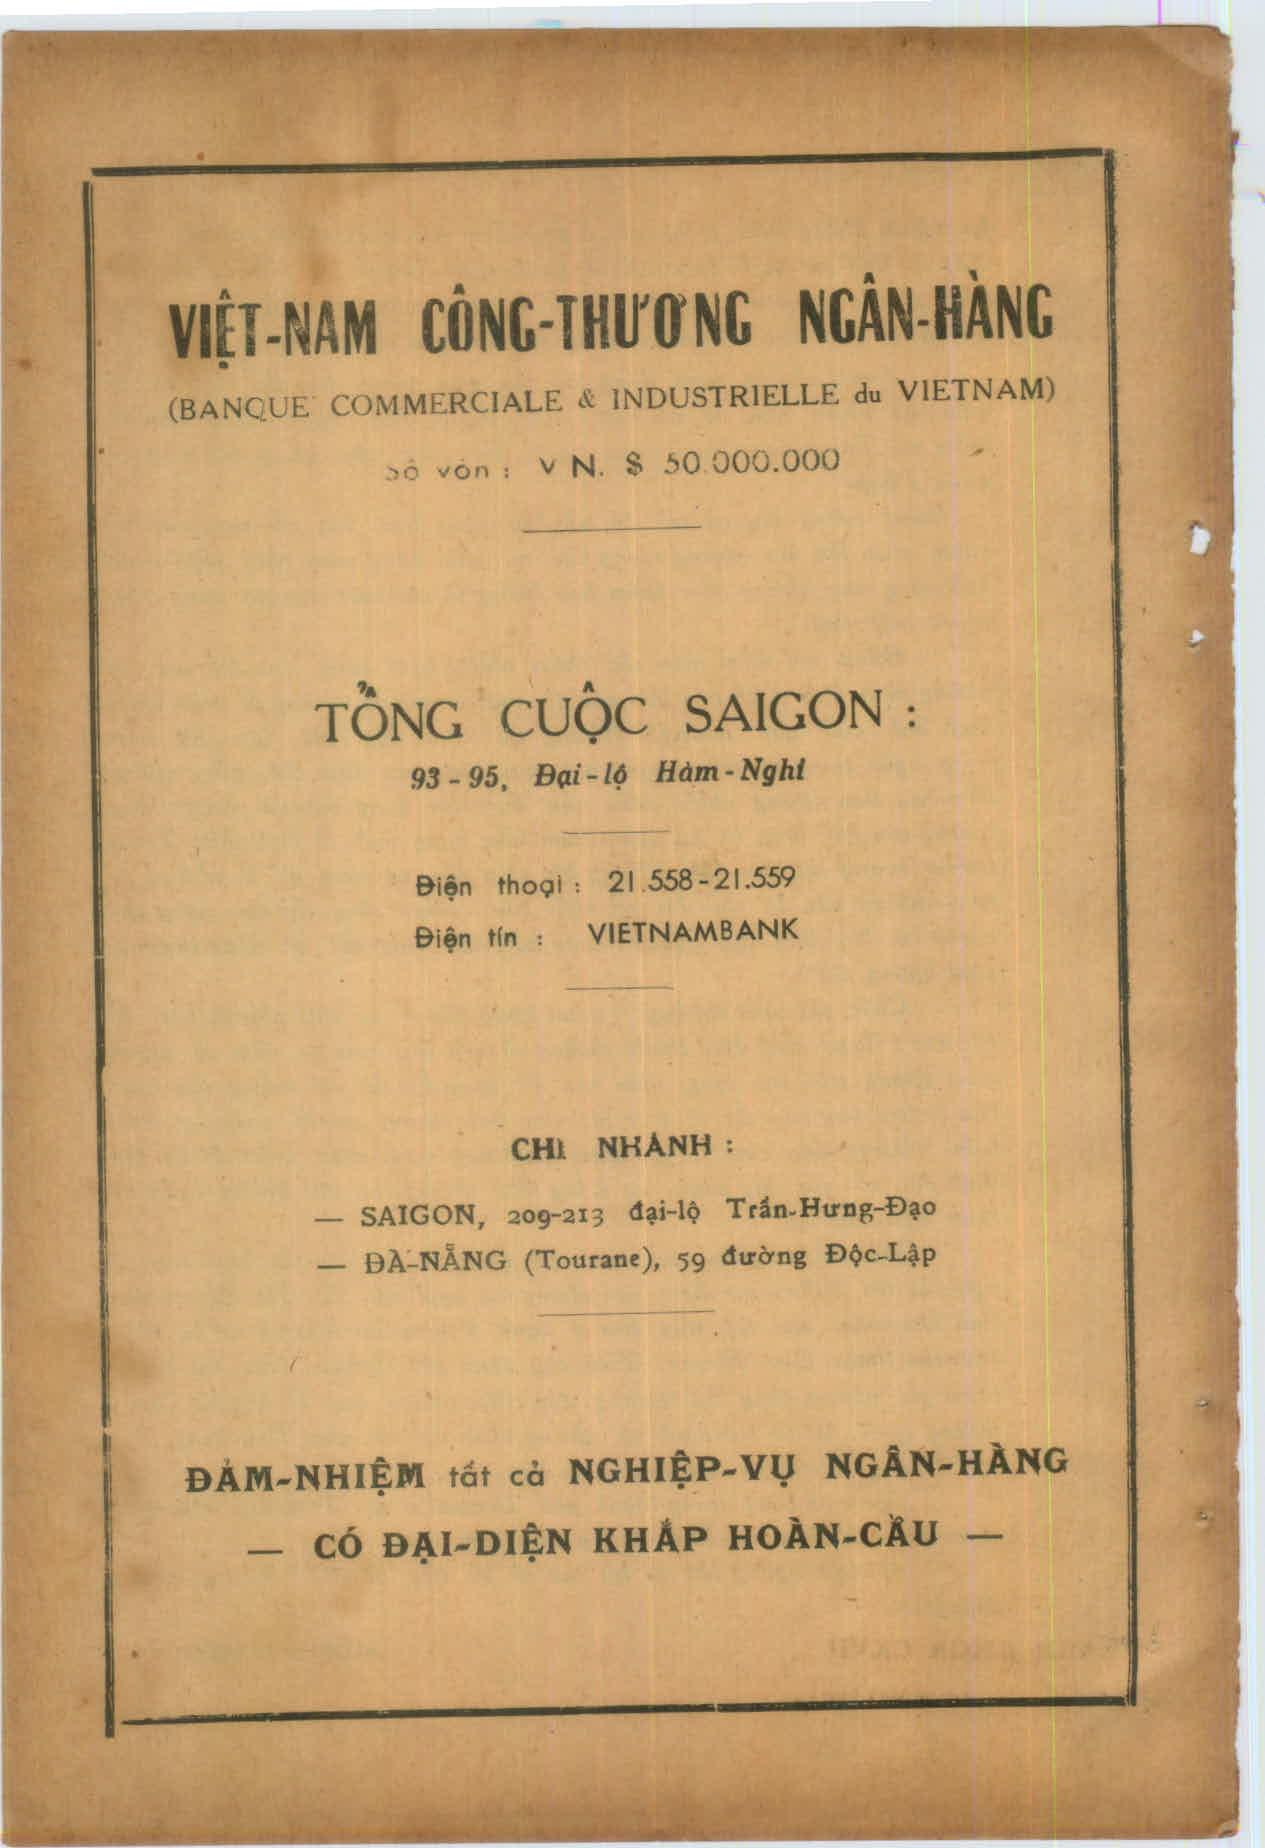 VIỆT-NAM CÔNG-THƯƠNG NGÂN-HÀNG
(BANQUE COMMERCIALE & INDUSTRIELLE du VIETNAM)
Số vốn : V N. $ 50.000.000
TỔNG CUỘC SAIGON :
93 - 95, Đại-lộ Hàm-Nghi
Điện thoại : 21.558-21.559
Điện tín : VIETNAMBANK
CHI NHÁNH :
— SAIGON, 209-213 đại-lộ Trần-Hưng-Đạo
— ĐÀ-NẴNG (Tourane), 59 đường Độc-Lập
ĐẢM-NHIỆM tất cả NGHIỆP-VỤ NGÂN-HÀNG
— CÓ ĐẠI-DIỆN KHẮP HOÀN-CẦU —